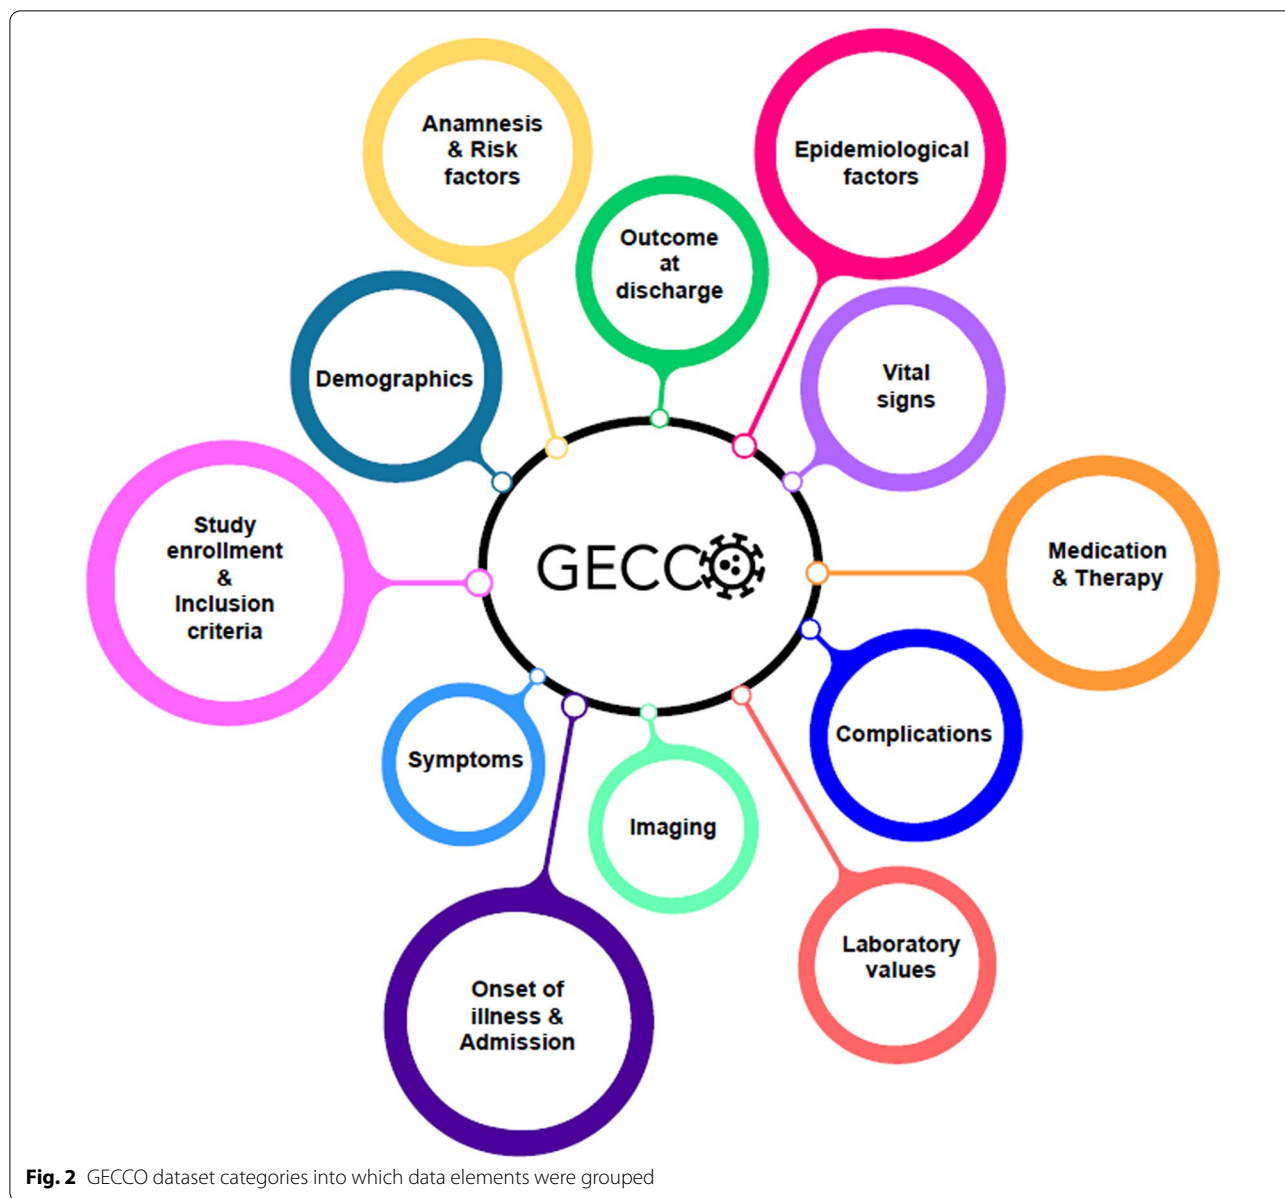 Anamnesis
& Risk
factors
Epidemiological
factors
Outcome
at
discharge
Demographics
Vital
signs
Study
enrollment
&
Inclusion
criteria
GECCO
Medication
& Therapy
Symptoms
Complications
Imaging
Laboratory
values
Onset of
illness &
Admission
Fig. 2 GECCO dataset categories into which data elements were grouped